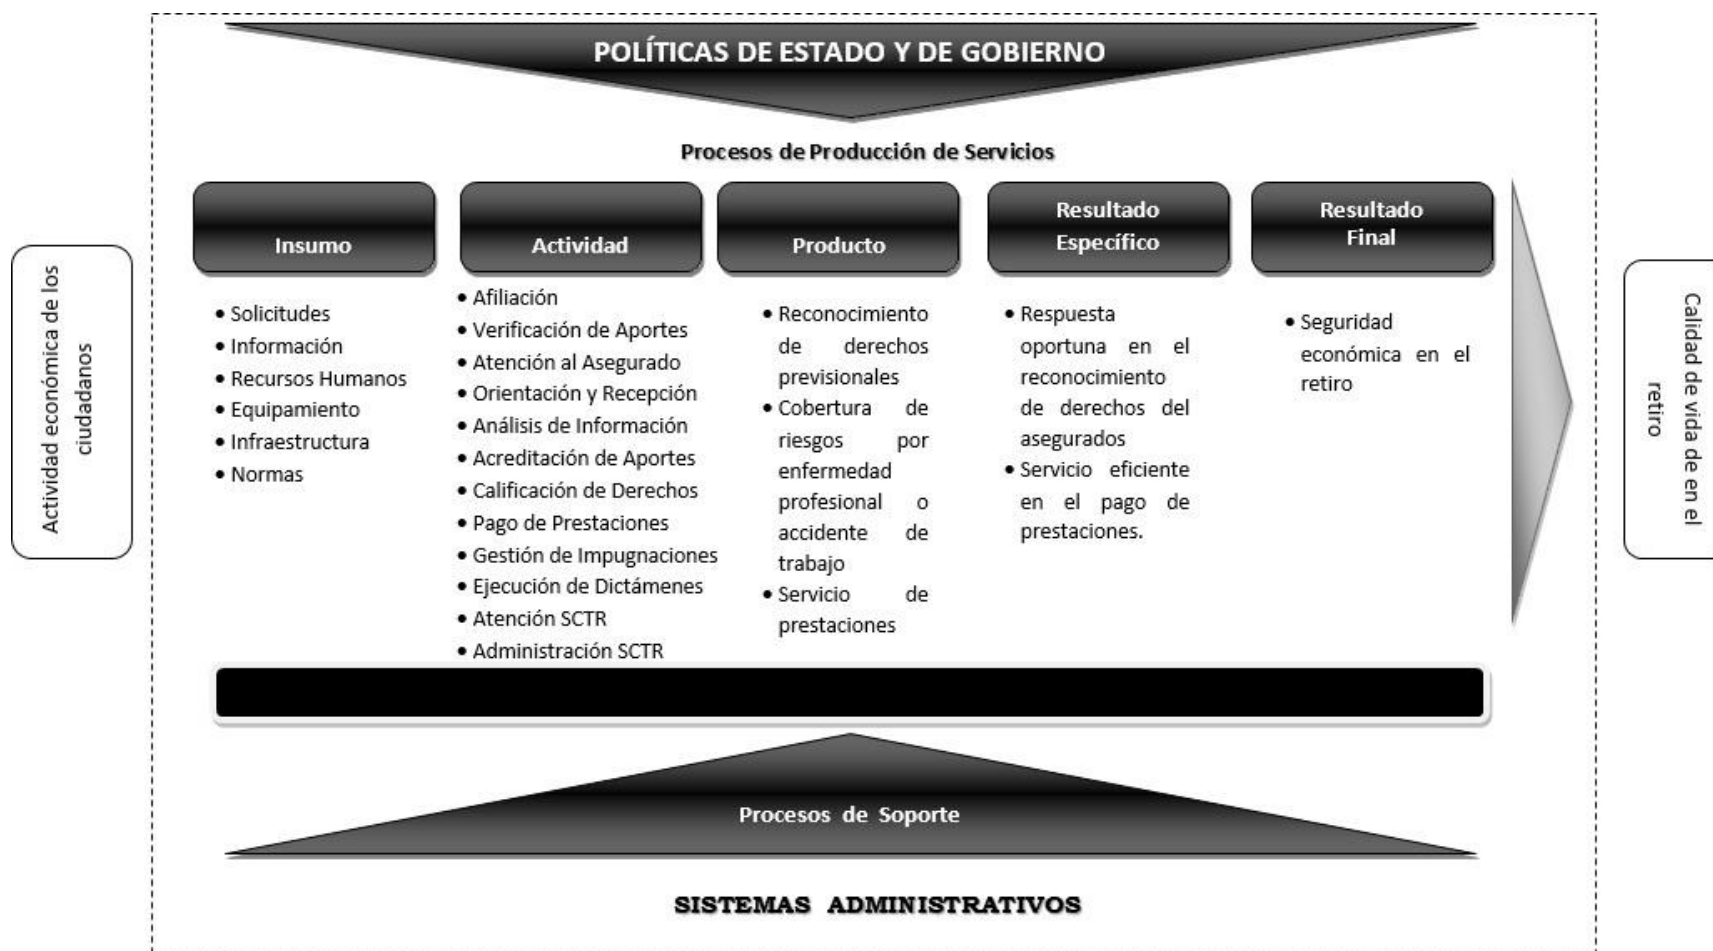 POLÍTICAS DE ESTADO Y DE GOBIERNO
Procesos de Producción de Servicios
Actividad económica de los
ciudadanos
Insumo
• Solicitudes
• Información
• Recursos Humanos
• Equipamiento
• Infraestructura
• Normas
Actividad
• Afiliación
• Verificación de Aportes
• Atención al Asegurado
• Orientación y Recepción
• Análisis de Información
• Acreditación de Aportes
• Calificación de Derechos
• Pago de Prestaciones
• Gestión de Impugnaciones
• Ejecución de Dictámenes
• Atención SCTR
• Administración SCTR
Producto
• Reconocimiento
de derechos
previsionales
• Cobertura de
riesgos por
enfermedad
profesional o
accidente de
trabajo
• Servicio de
prestaciones
Resultado
Específico
• Respuesta
oportuna en el
reconocimiento
de derechos del
asegurados
• Servicio eficiente
en el pago de
prestaciones.
Resultado
Final
• Seguridad
económica en el
retiro
Calidad de vida de en el
retiro
Procesos de Soporte
SISTEMAS ADMINISTRATIVOS